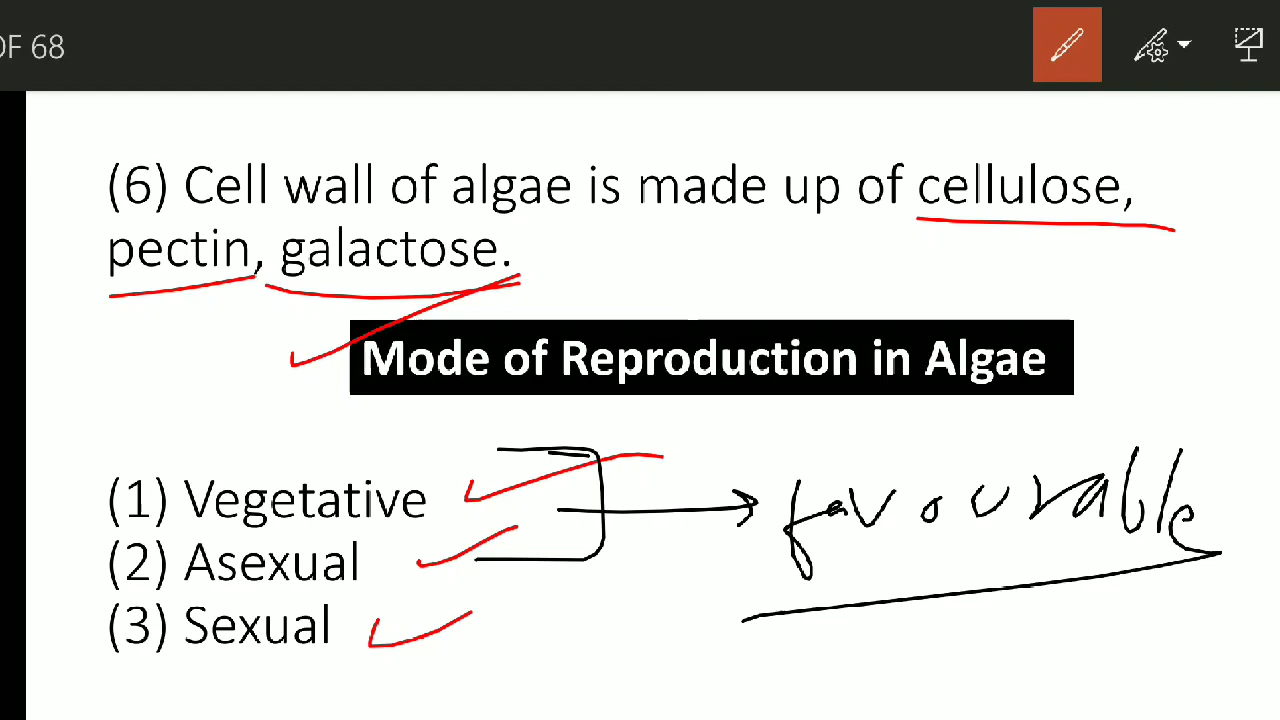 OF 68
(6) Cell wall of algae is made up of cellulose,
pectin, galactose.
Mode of Reproduction in Algae
(1) Vegetative
(2) Asexual
(3) Sexual
favourable